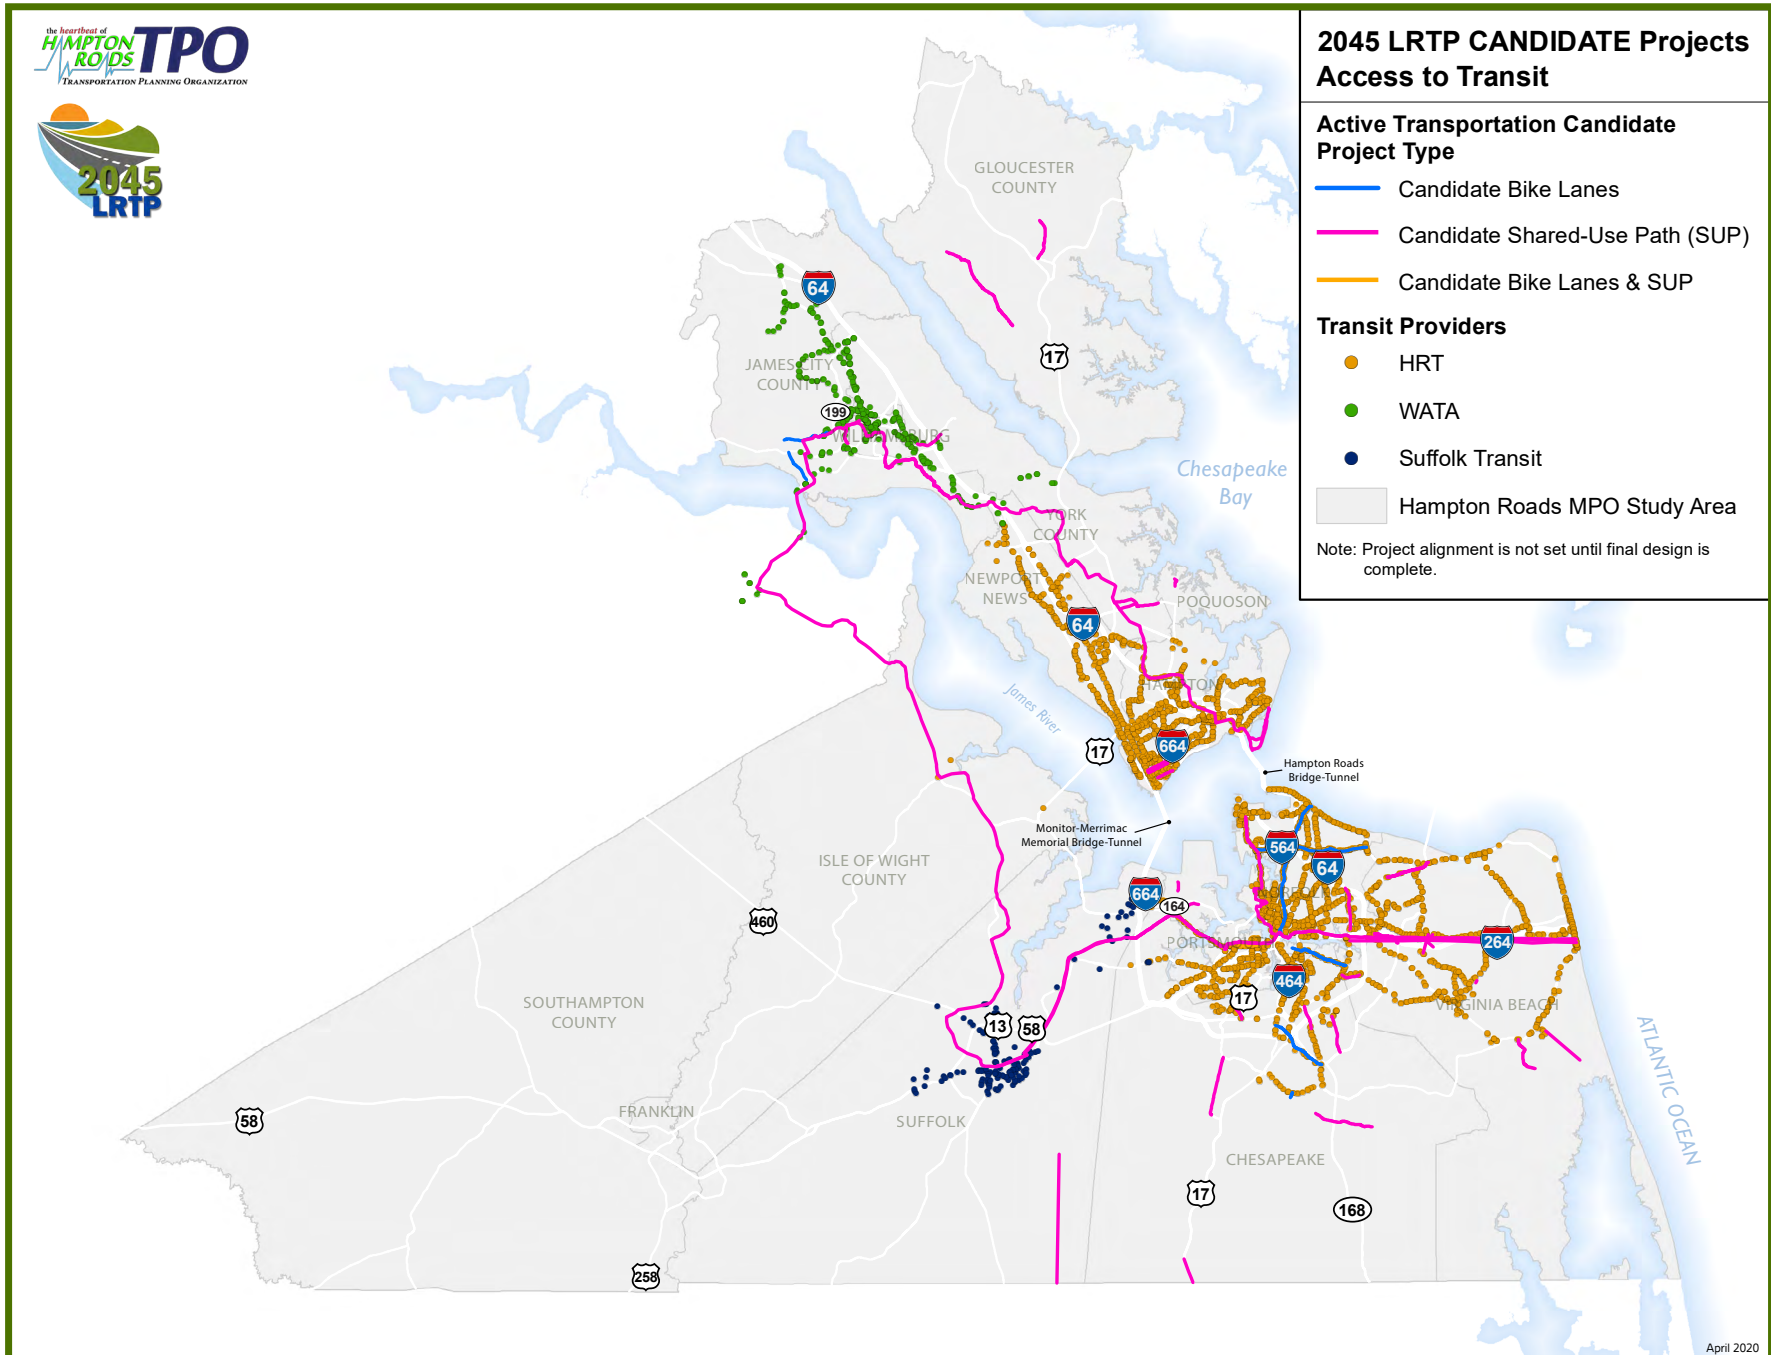 the heartbeat of
HAMPTON
ROADS
TPO
TRANSPORTATION PLANNING ORGANIZATION
2045
LRTP
2045 LRTP CANDIDATE Projects
Access to Transit
Active Transportation Candidate
Project Type
Candidate Bike Lanes
Candidate Shared-Use Path (SUP)
Candidate Bike Lanes & SUP
Transit Providers
HRT
WATA
Suffolk Transit
Hampton Roads MPO Study Area
Note: Project alignment is not set until final design is
complete.
GLOUCESTER
COUNTY
64
17
JAMES CITY
COUNTY
199
WILLIAMSBURG
Chesapeake
Bay
YORK
COUNTY
NEWPORT
NEWS
POQUOSON
64
HAMPTON
James River
17
664
Hampton Roads
Bridge-Tunnel
Monitor-Merrimac
Memorial Bridge-Tunnel
564
64
ISLE OF WIGHT
COUNTY
664
164
NORFOLK
460
PORTSMOUTH
264
464
17
VIRGINIA BEACH
SOUTHAMPTON
COUNTY
13
58
ATLANTIC OCEAN
58
FRANKLIN
SUFFOLK
CHESAPEAKE
17
168
258
April 2020